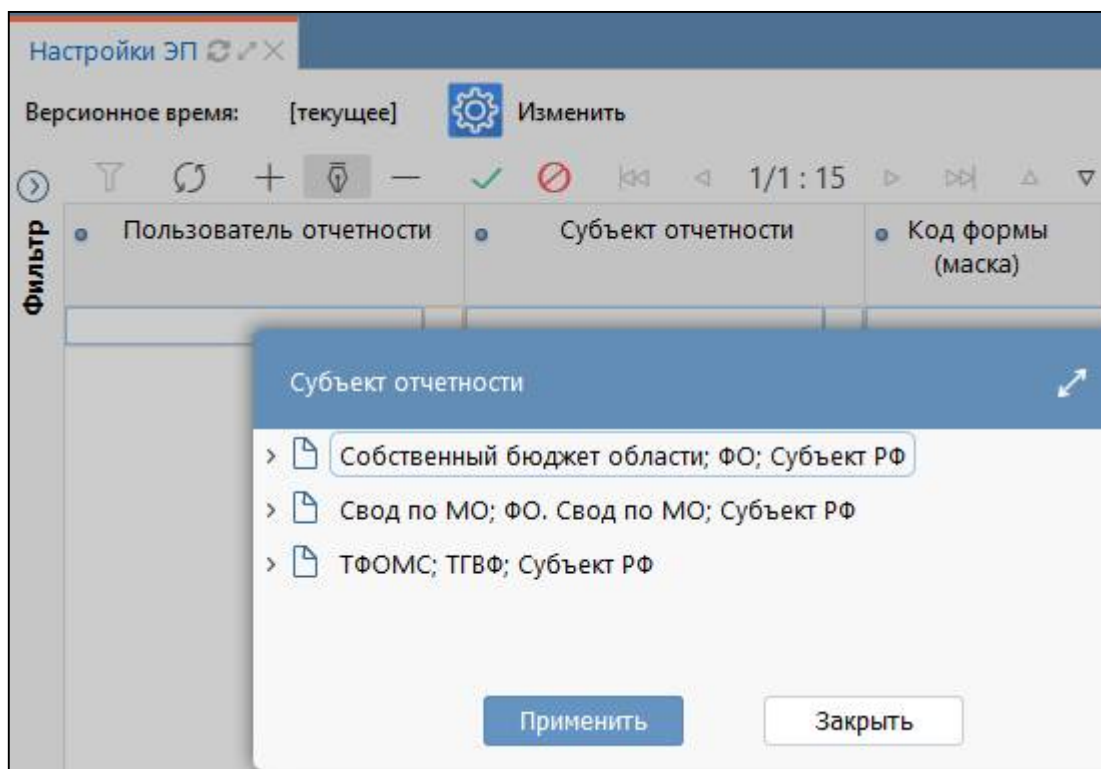 Настройки ЭП
Версионное время: [текущее] Изменить
1/1 : 15
Фильтр
Пользователь отчетности Субъект отчетности Код формы
(маска)
Субъект отчетности
Собственный бюджет области; ФО; Субъект РФ
Свод по МО; ФО. Свод по МО; Субъект РФ
ТФОМС; ТГВФ; Субъект РФ
Применить Закрыть